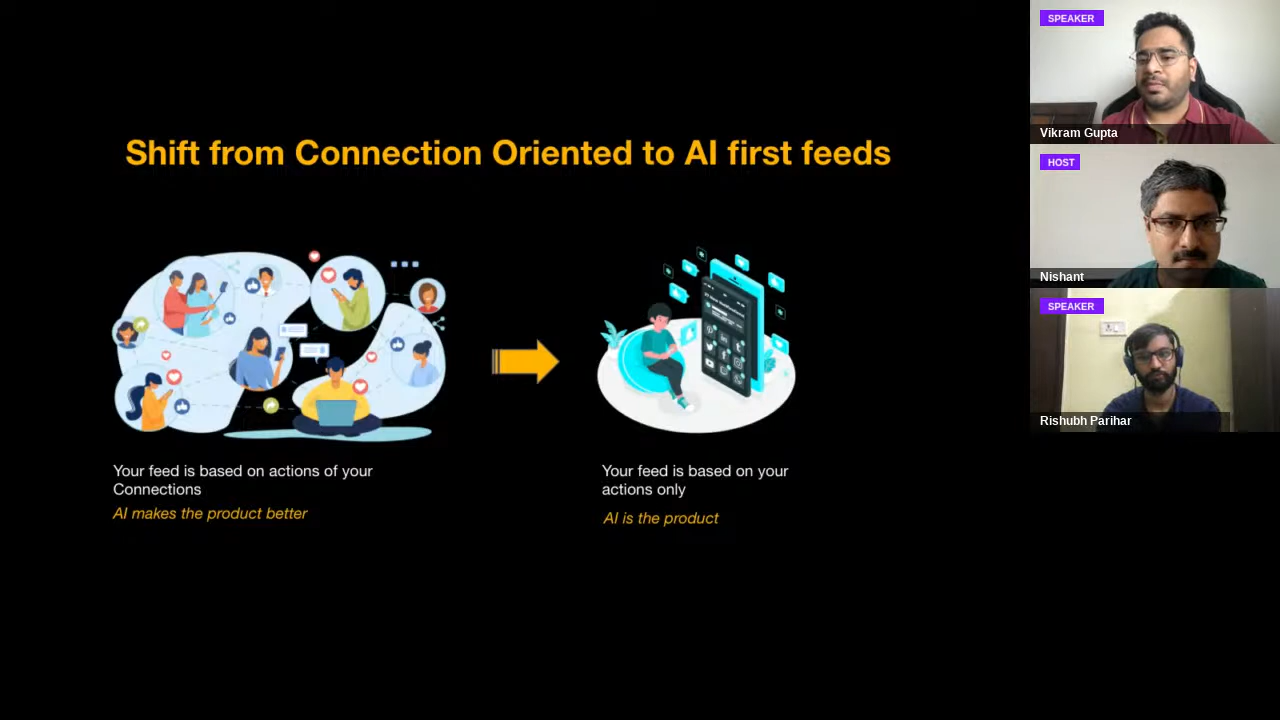 Shift from Connection Oriented to AI first feeds
Your feed is based on actions of your
Connections
AI makes the product better
Your feed is based on your
actions only
AI is the product
SPEAKER
Vikram Gupta
HOST
Nishant
SPEAKER
Rishubh Parihar